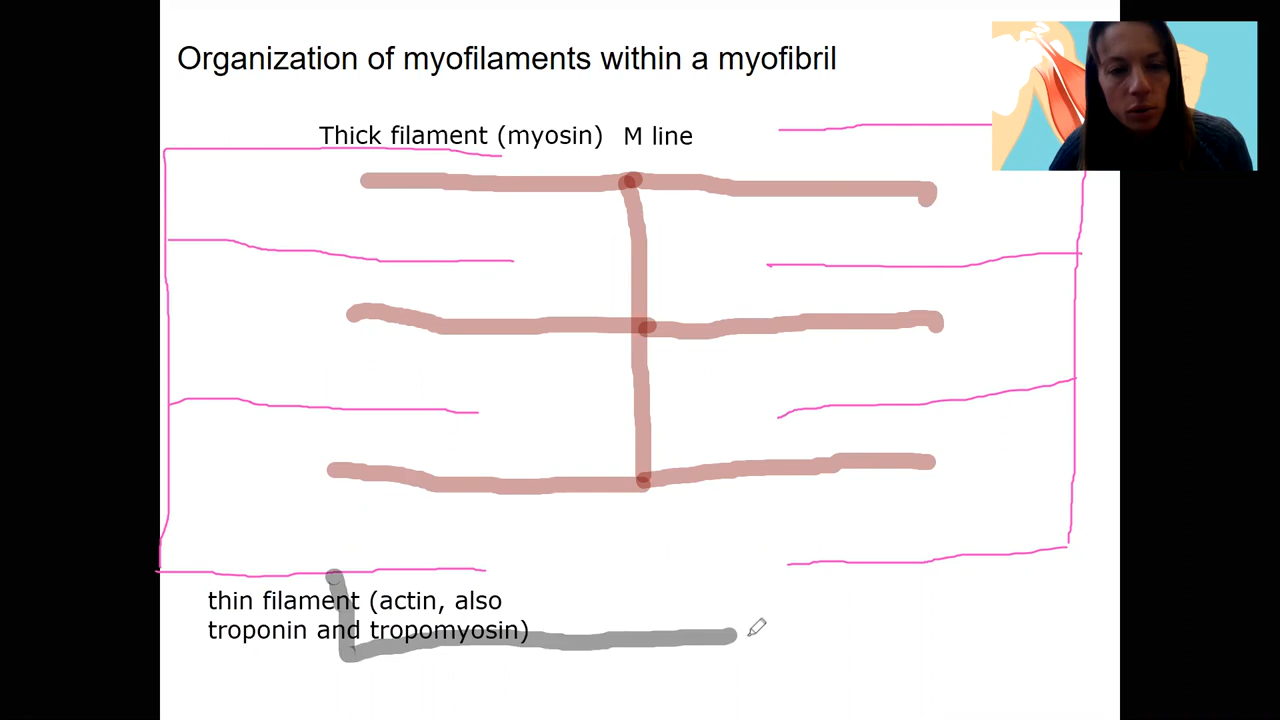 Organization of myofilaments within a myofibril
Thick filament (myosin) M line
thin filament (actin, also
troponin and tropomyosin)